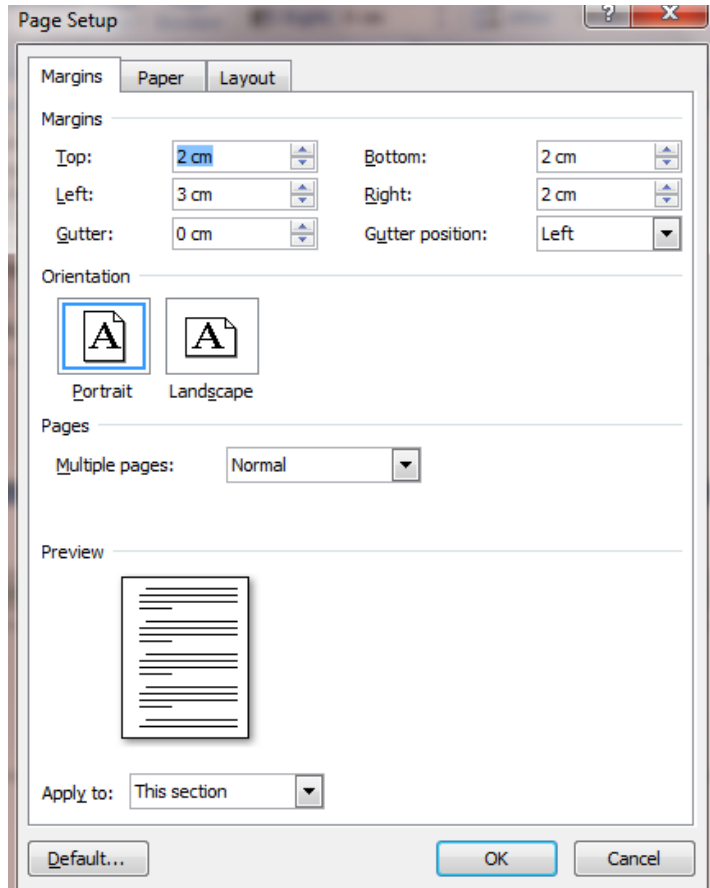 Page Setup
Margins Paper Layout
Margins
Top: 2 cm Bottom: 2 cm
Left: 3 cm Right: 2 cm
Gutter: 0 cm Gutter position: Left
Orientation
A A
Portrait Landscape
Pages
Multiple pages: Normal
Preview
Apply to: This section
Default... OK Cancel